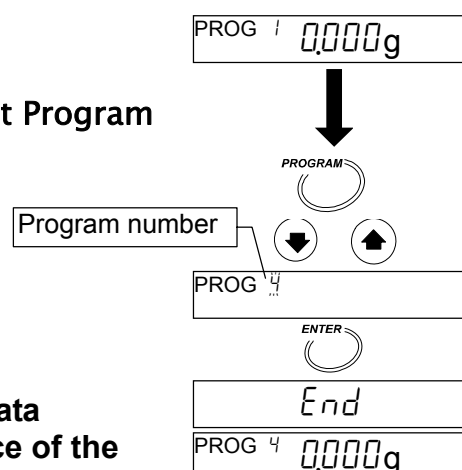 PROG 1 0.000g
t Program
PROGRAM
Program number
PROG 4
ENTER
End
ata
ce of the
PROG 4 0.000g